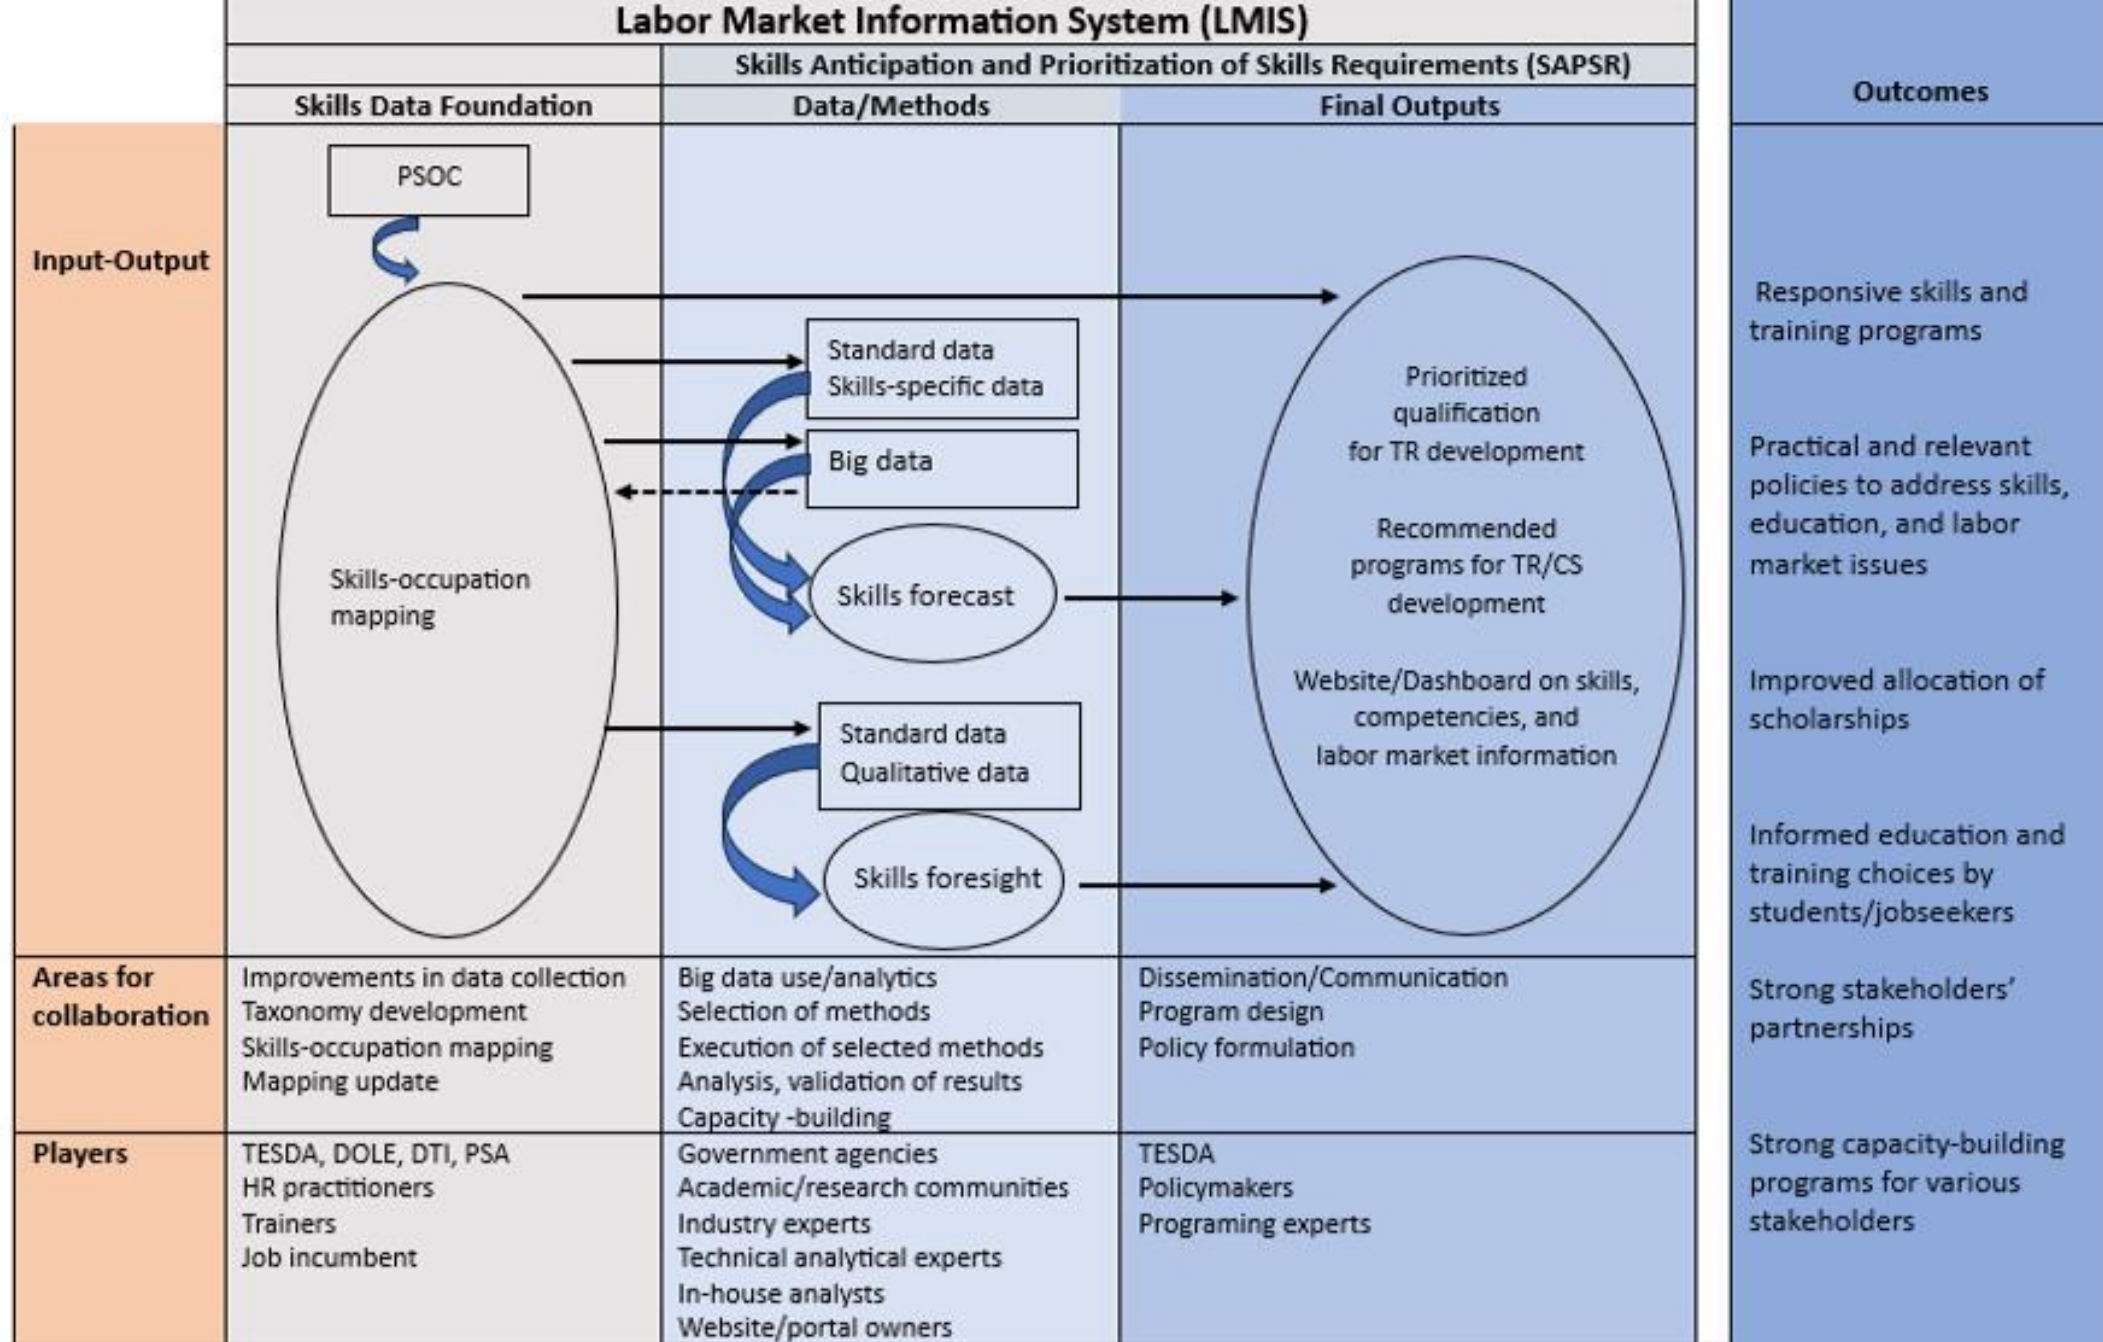 Labor Market Information System (LMIS)
Skills Anticipation and Prioritization of Skills Requirements (SAPSR)
Skills Data Foundation
Data/Methods
Final Outputs
Outcomes
Input-Output
PSOC
Skills-occupation
mapping
Standard data
Skills-specific data
Big data
Skills forecast
Standard data
Qualitative data
Skills foresight
Prioritized
qualification
for TR development
Recommended
programs for TR/CS
development
Website/Dashboard on skills,
competencies, and
labor market information
Areas for
collaboration
Improvements in data collection
Taxonomy development
Skills-occupation mapping
Mapping update
Big data use/analytics
Selection of methods
Execution of selected methods
Analysis, validation of results
Capacity -building
Dissemination/Communication
Program design
Policy formulation
Players
TESDA, DOLE, DTI, PSA
HR practitioners
Trainers
Job incumbent
Government agencies
Academic/research communities
Industry experts
Technical analytical experts
In-house analysts
Website/portal owners
TESDA
Policymakers
Programing experts
Responsive skills and
training programs
Practical and relevant
policies to address skills,
education, and labor
market issues
Improved allocation of
scholarships
Informed education and
training choices by
students/jobseekers
Strong stakeholders'
partnerships
Strong capacity-building
programs for various
stakeholders